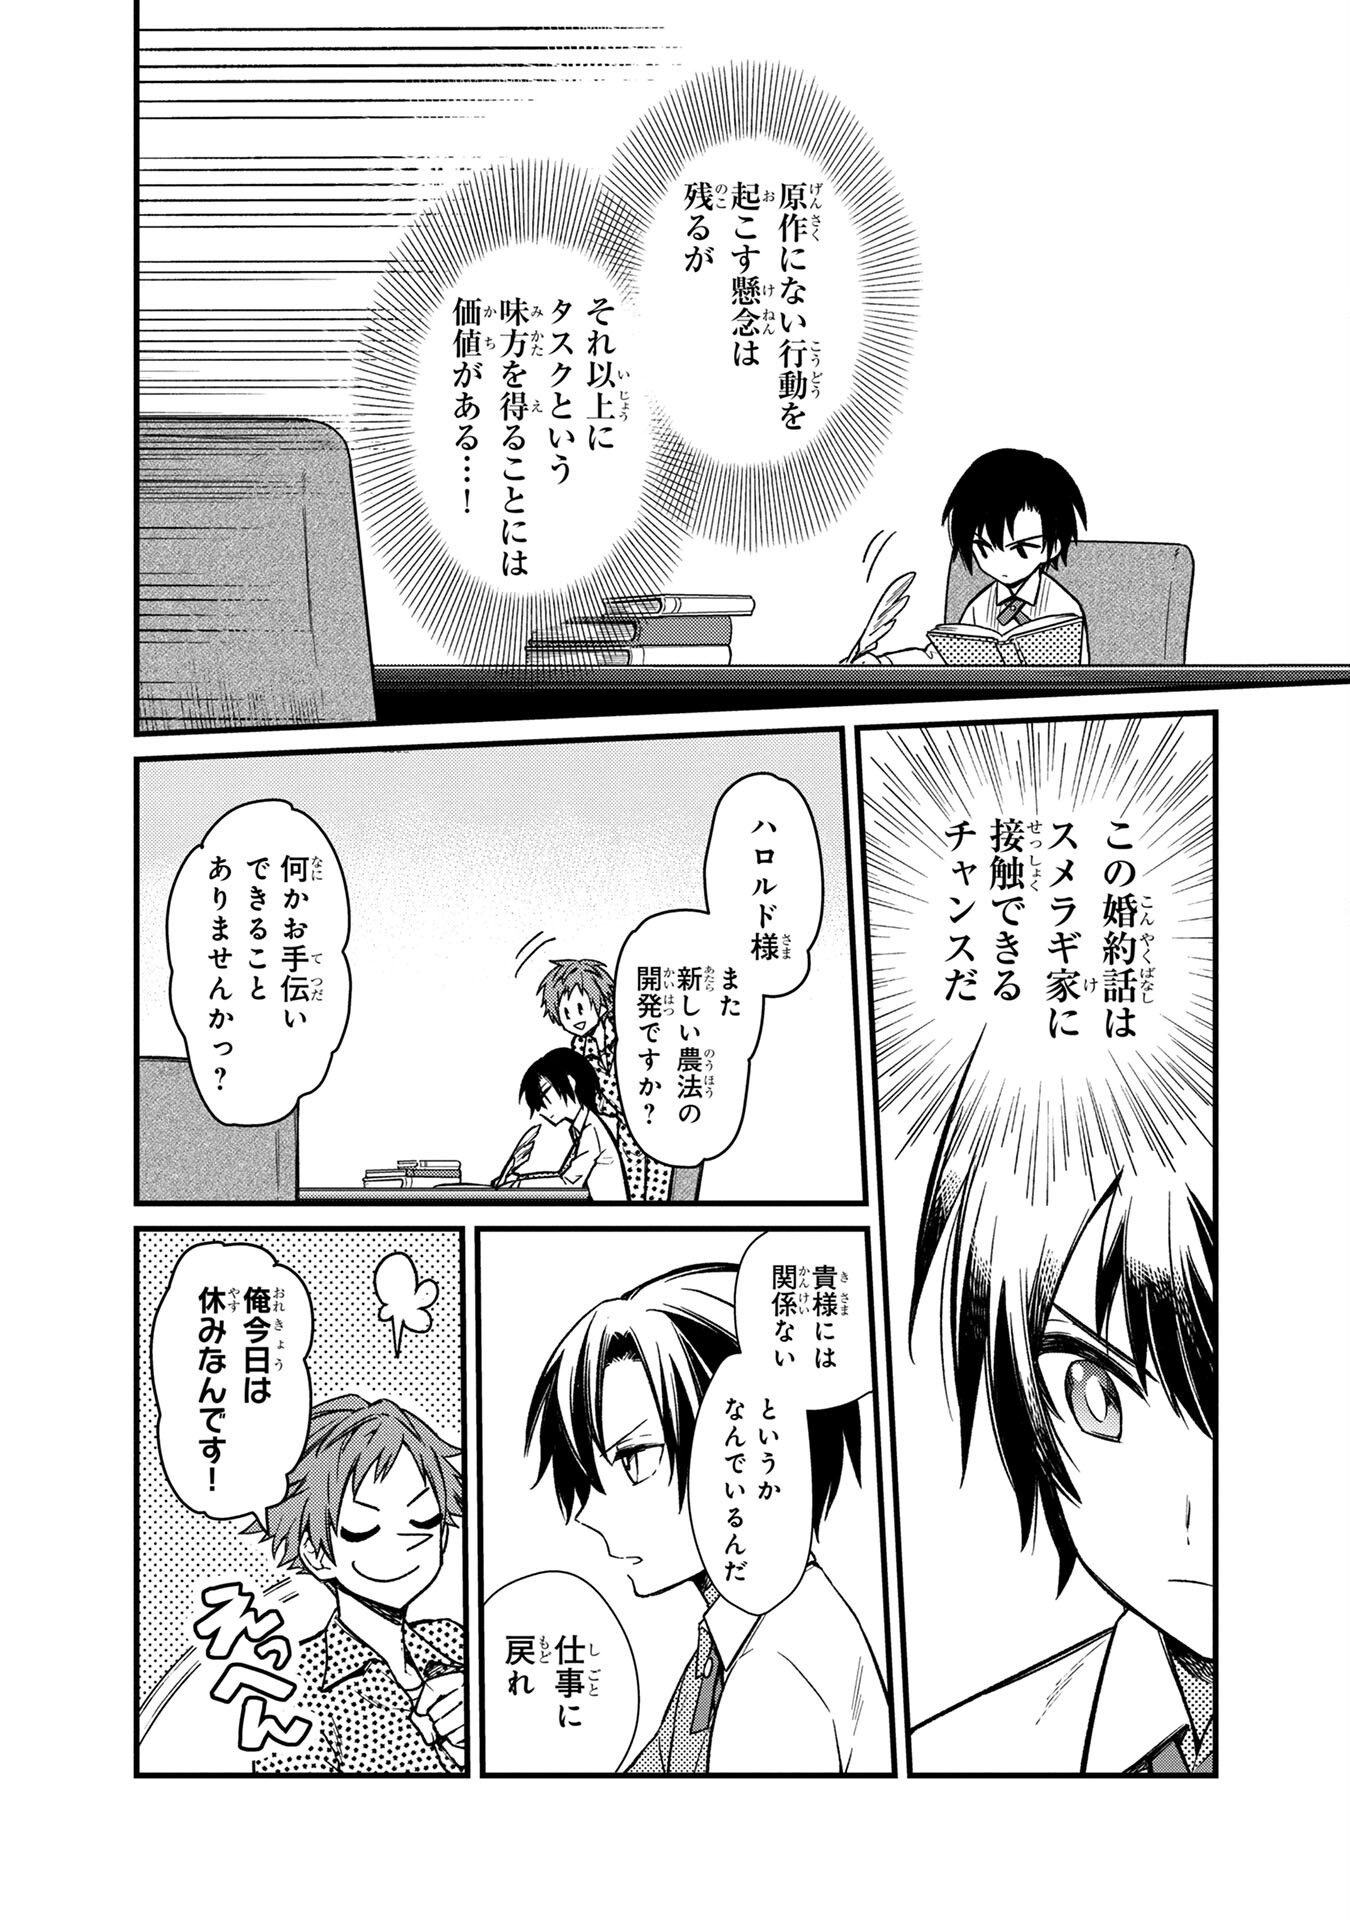 原作にない行動を
起こす懸念は
残るが
それ以上に
タスクという
味方を得ることには
価値がある…！
この婚約話は
スメラギ家に
接触できる
チャンスだ
ハロルド様
また
新しい農法の
開発ですか？
何かお手伝い
できること
ありませんかっ？
貴様には
関係ない
というか
なんでいるんだ
仕事に
戻れ
俺今日は
休みなんです！
えっへん